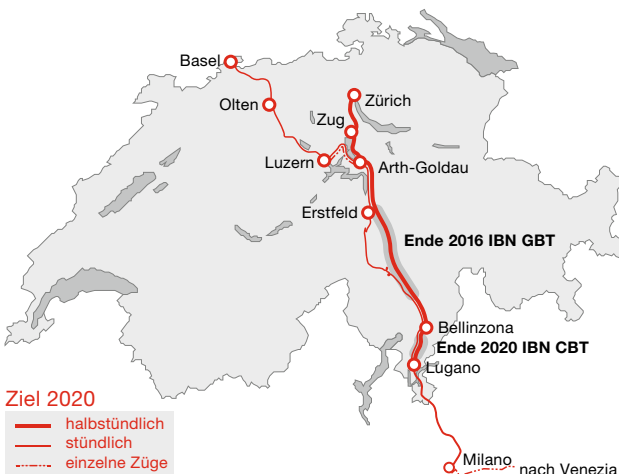 Basel
Olten
Zürich
Zug
Luzern
Arth-Goldau
Erstfeld
Ende 2016 IBN GBT
Bellinzona
Ende 2020 IBN CBT
Lugano
Ziel 2020
halbstündlich
stündlich
einzelne Züge
Milano
nach Venezia